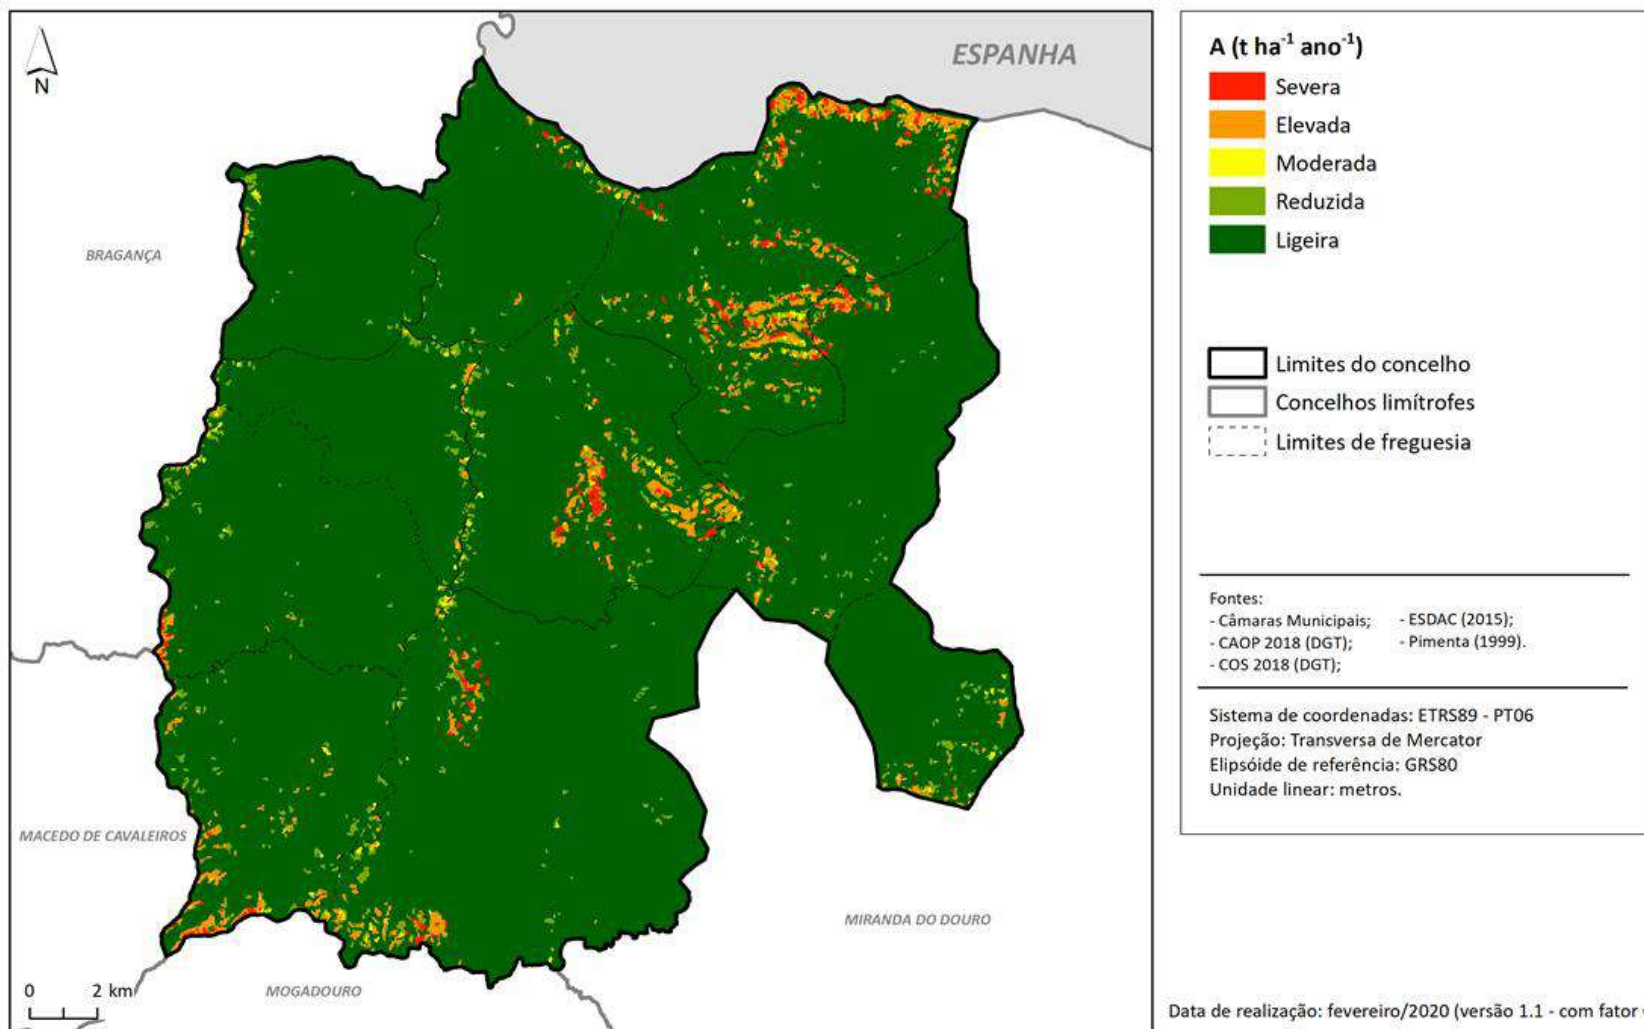 ESPANHA
N
BRAGANÇA
MACEDO DE CAVALEIROS
MIRANDA DO DOURO
MOGADOURO
0 2 km
A (t ha⁻¹ ano⁻¹)
Severa
Elevada
Moderada
Reduzida
Ligeira
Limites do concelho
Concelhos limítrofes
Limites de freguesia
Fontes:
- Câmaras Municipais; - ESDAC (2015);
- CAOP 2018 (DGT); - Pimenta (1999).
- COS 2018 (DGT);
Sistema de coordenadas: ETRS89 - PT06
Projeção: Transversa de Mercator
Elipsóide de referência: GRS80
Unidade linear: metros.
Data de realização: fevereiro/2020 (versão 1.1 - com fator